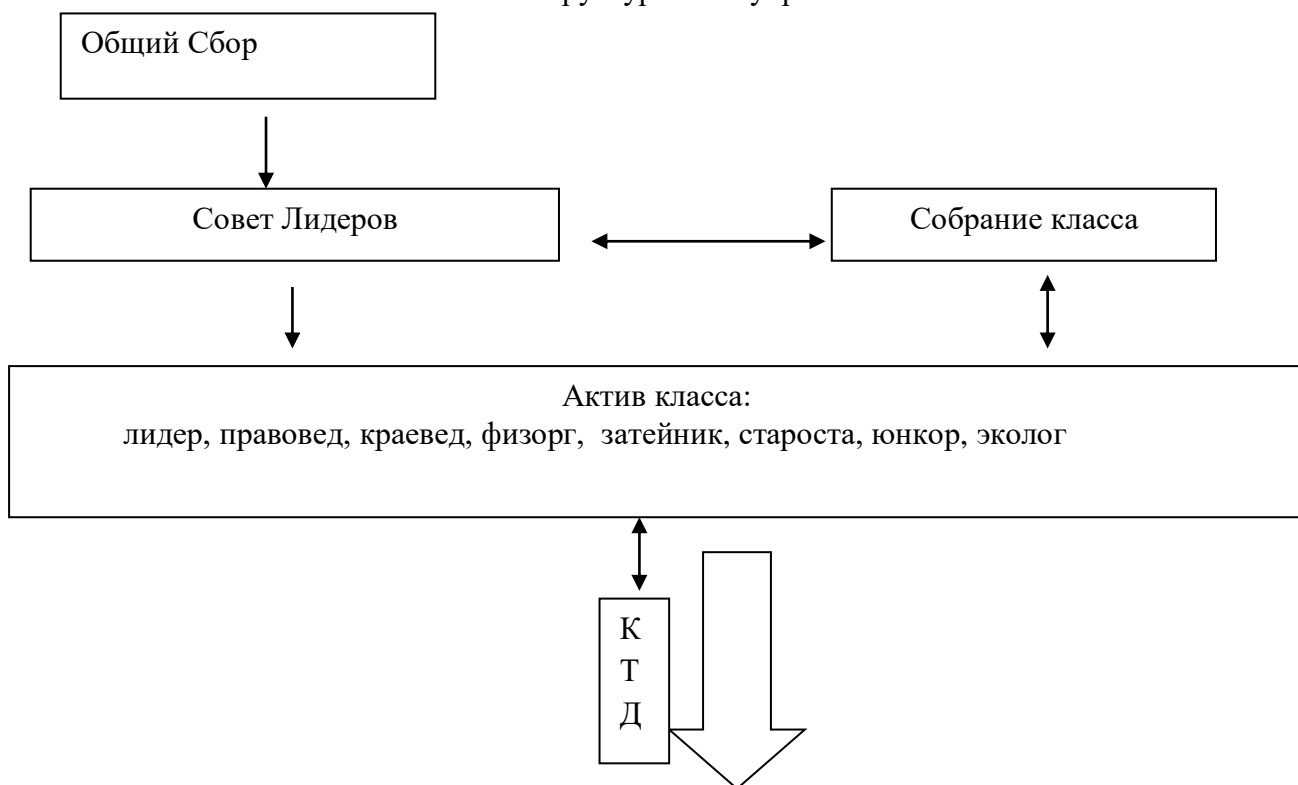 Общий Сбор
Совет Лидеров
Собрание класса
Актив класса:
лидер, правовед, краевед, физорг, затейник, староста, юнкор, эколог
К
Т
Д